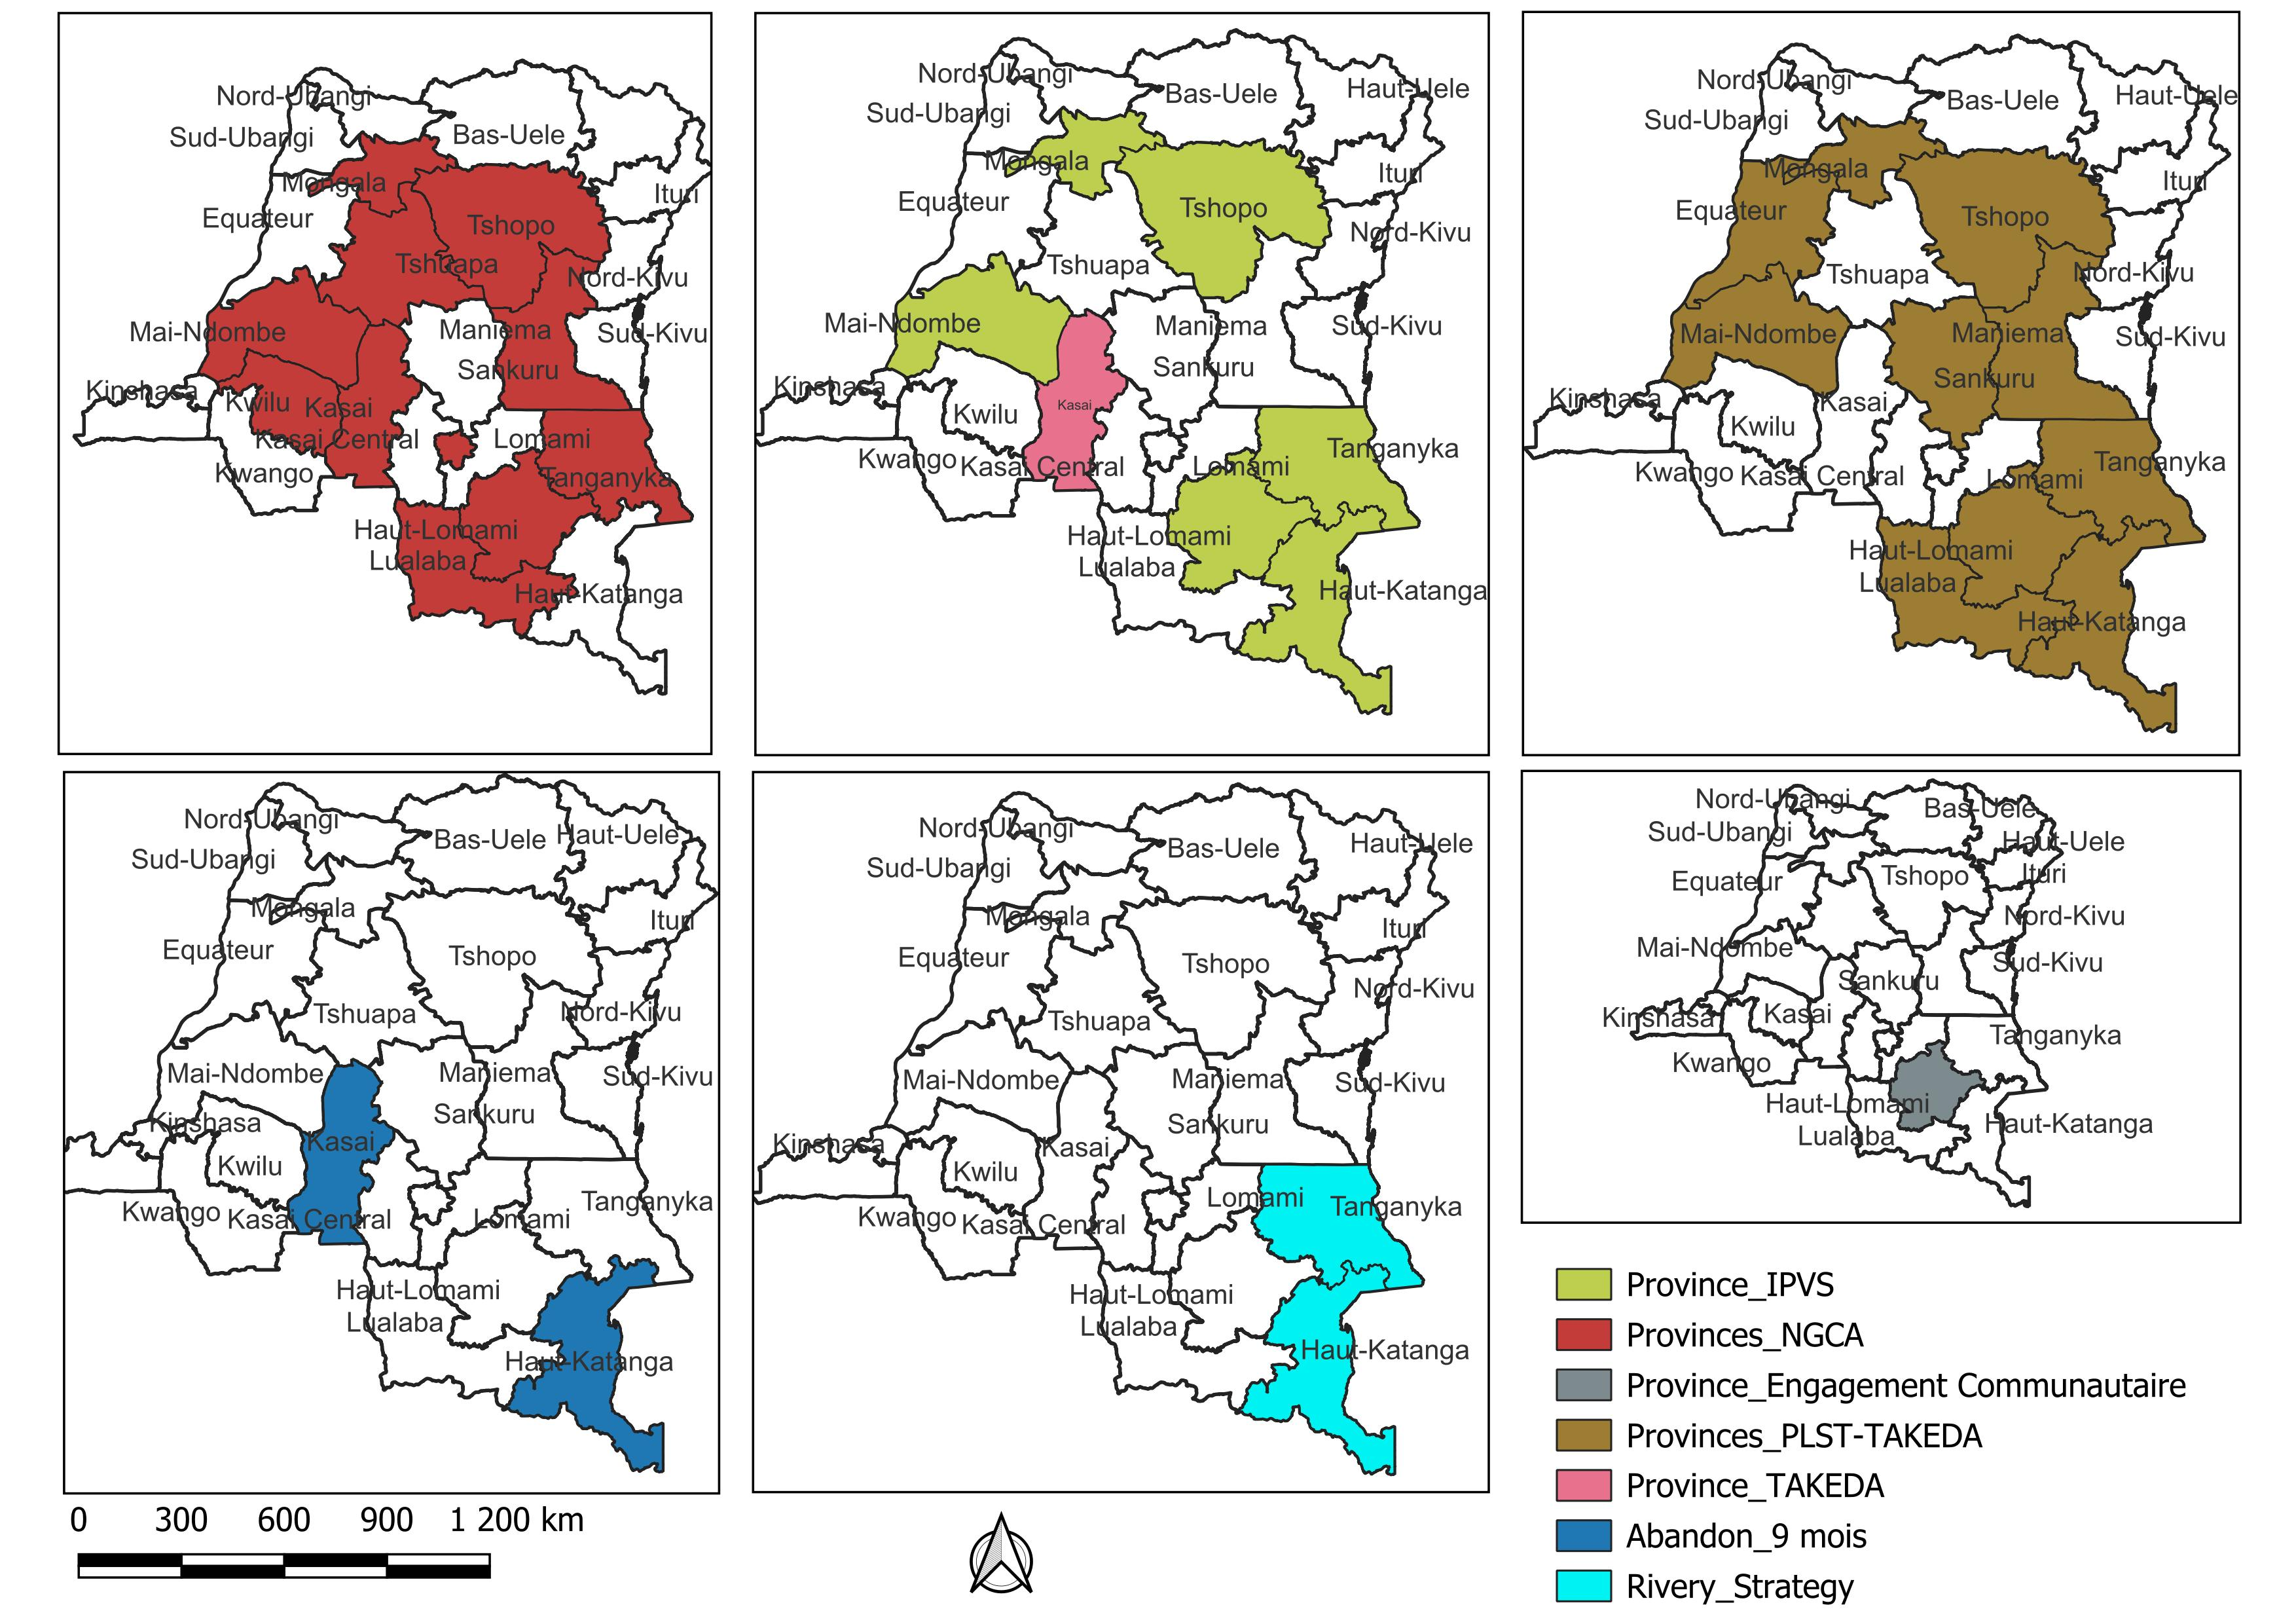 Nord-Ubangi
Bas-Uele
Sud-Ubangi
Mongala
Ituri
Equateur
Tshopo
Tshuapa
Nord-Kivu
Mai-Ndombe
Maniema
Sud-Kivu
Sankuru
Kinshasa
Kwilu
Kasai
Kasai Central
Lomami
Kwango
Tanganyka
Haut-Lomami
Lualaba
Haut-Katanga
Nord-Ubangi
Bas-Uele
Haut-Uele
Sud-Ubangi
Mongala
Ituri
Equateur
Tshopo
Nord-Kivu
Tshuapa
Mai-Ndombe
Maniema
Sud-Kivu
Sankuru
Kinshasa
Kwilu
Kasai
Tanganyka
Kwango
Kasai Central
Lomami
Haut-Lomami
Lualaba
Haut-Katanga
Nord-Ubangi
Bas-Uele
Haut-Uele
Sud-Ubangi
Mongala
Ituri
Equateur
Tshopo
Tshuapa
Nord-Kivu
Mai-Ndombe
Maniema
Sud-Kivu
Sankuru
Kinshasa
Kasai
Kwilu
Tanganyka
Kwango
Kasai Central
Lomami
Haut-Lomami
Lualaba
Haut-Katanga
Nord-Ubangi
Bas-Uele
Haut-Uele
Sud-Ubangi
Mongala
Ituri
Equateur
Tshopo
Tshuapa
Nord-Kivu
Mai-Ndombe
Maniema
Sud-Kivu
Sankuru
Kinshasa
Kasai
Kwilu
Tanganyka
Kwango
Kasai Central
Lomami
Haut-Lomami
Lualaba
Haut-Katanga
Nord-Ubangi
Bas-Uele
Haut-Uele
Sud-Ubangi
Mongala
Ituri
Equateur
Tshopo
Nord-Kivu
Tshuapa
Mai-Ndombe
Maniema
Sud-Kivu
Sankuru
Kinshasa
Kasai
Kwilu
Lomami
Tanganyka
Kwango
Kasai Central
Haut-Lomami
Lualaba
Haut-Katanga
Nord-Ubangi
Bas-Uele
Sud-Ubangi
Haut-Uele
Equateur
Tshopo
Ituri
Nord-Kivu
Mai-Ndombe
Sud-Kivu
Sankuru
Kinshasa
Kasai
Tanganyka
Kwango
Haut-Lomami
Lualaba
Haut-Katanga
Province_IPVS
Provinces_NGCA
Province_Engagement Communautaire
Provinces_PLST-TAKEDA
Province_TAKEDA
Abandon_9 mois
Rivery_Strategy
0 300 600 900 1 200 km